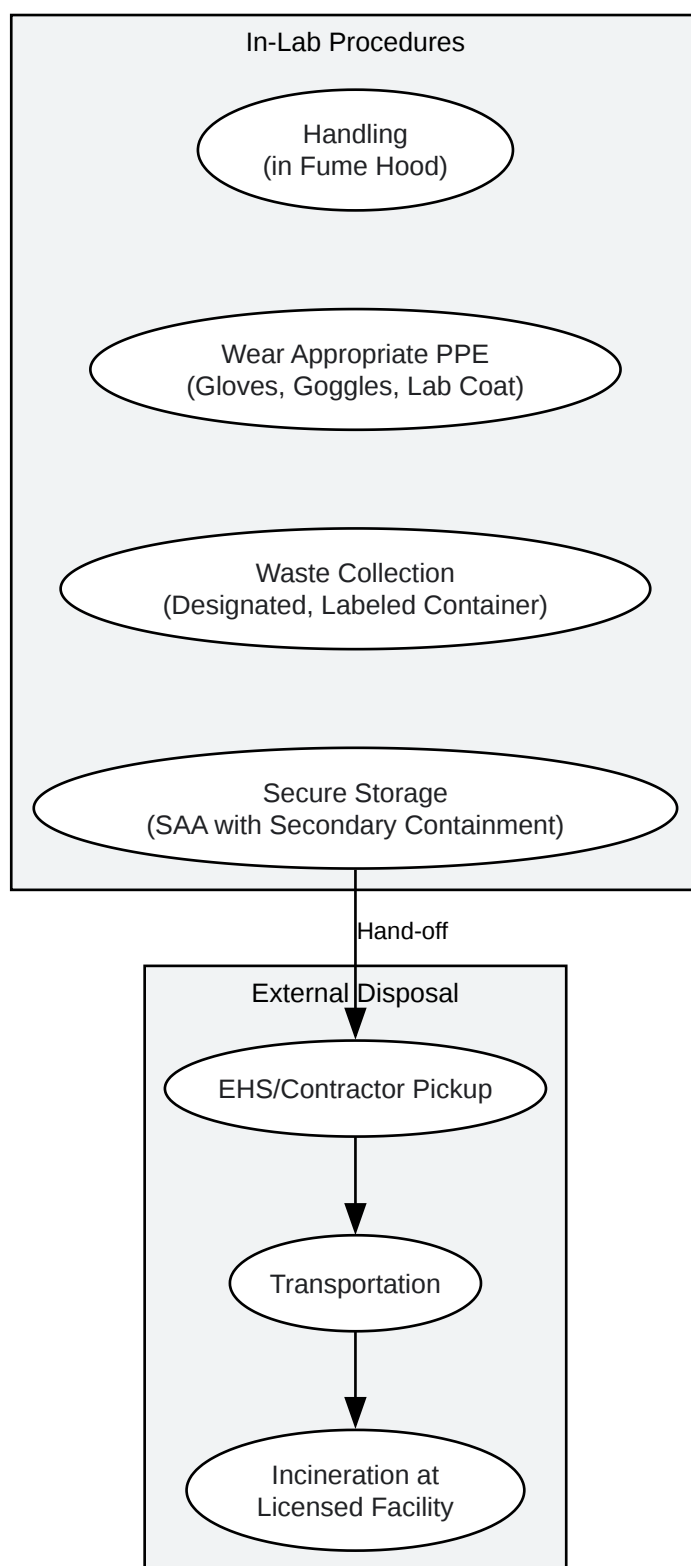 In-Lab Procedures
Handling
(in Fume Hood)
Wear Appropriate PPE
(Gloves, Goggles, Lab Coat)
Waste Collection
(Designated, Labeled Container)
Secure Storage
(SAA with Secondary Containment)
Hand-off
External Disposal
EHS/Contractor Pickup
Transportation
Incineration at
Licensed Facility